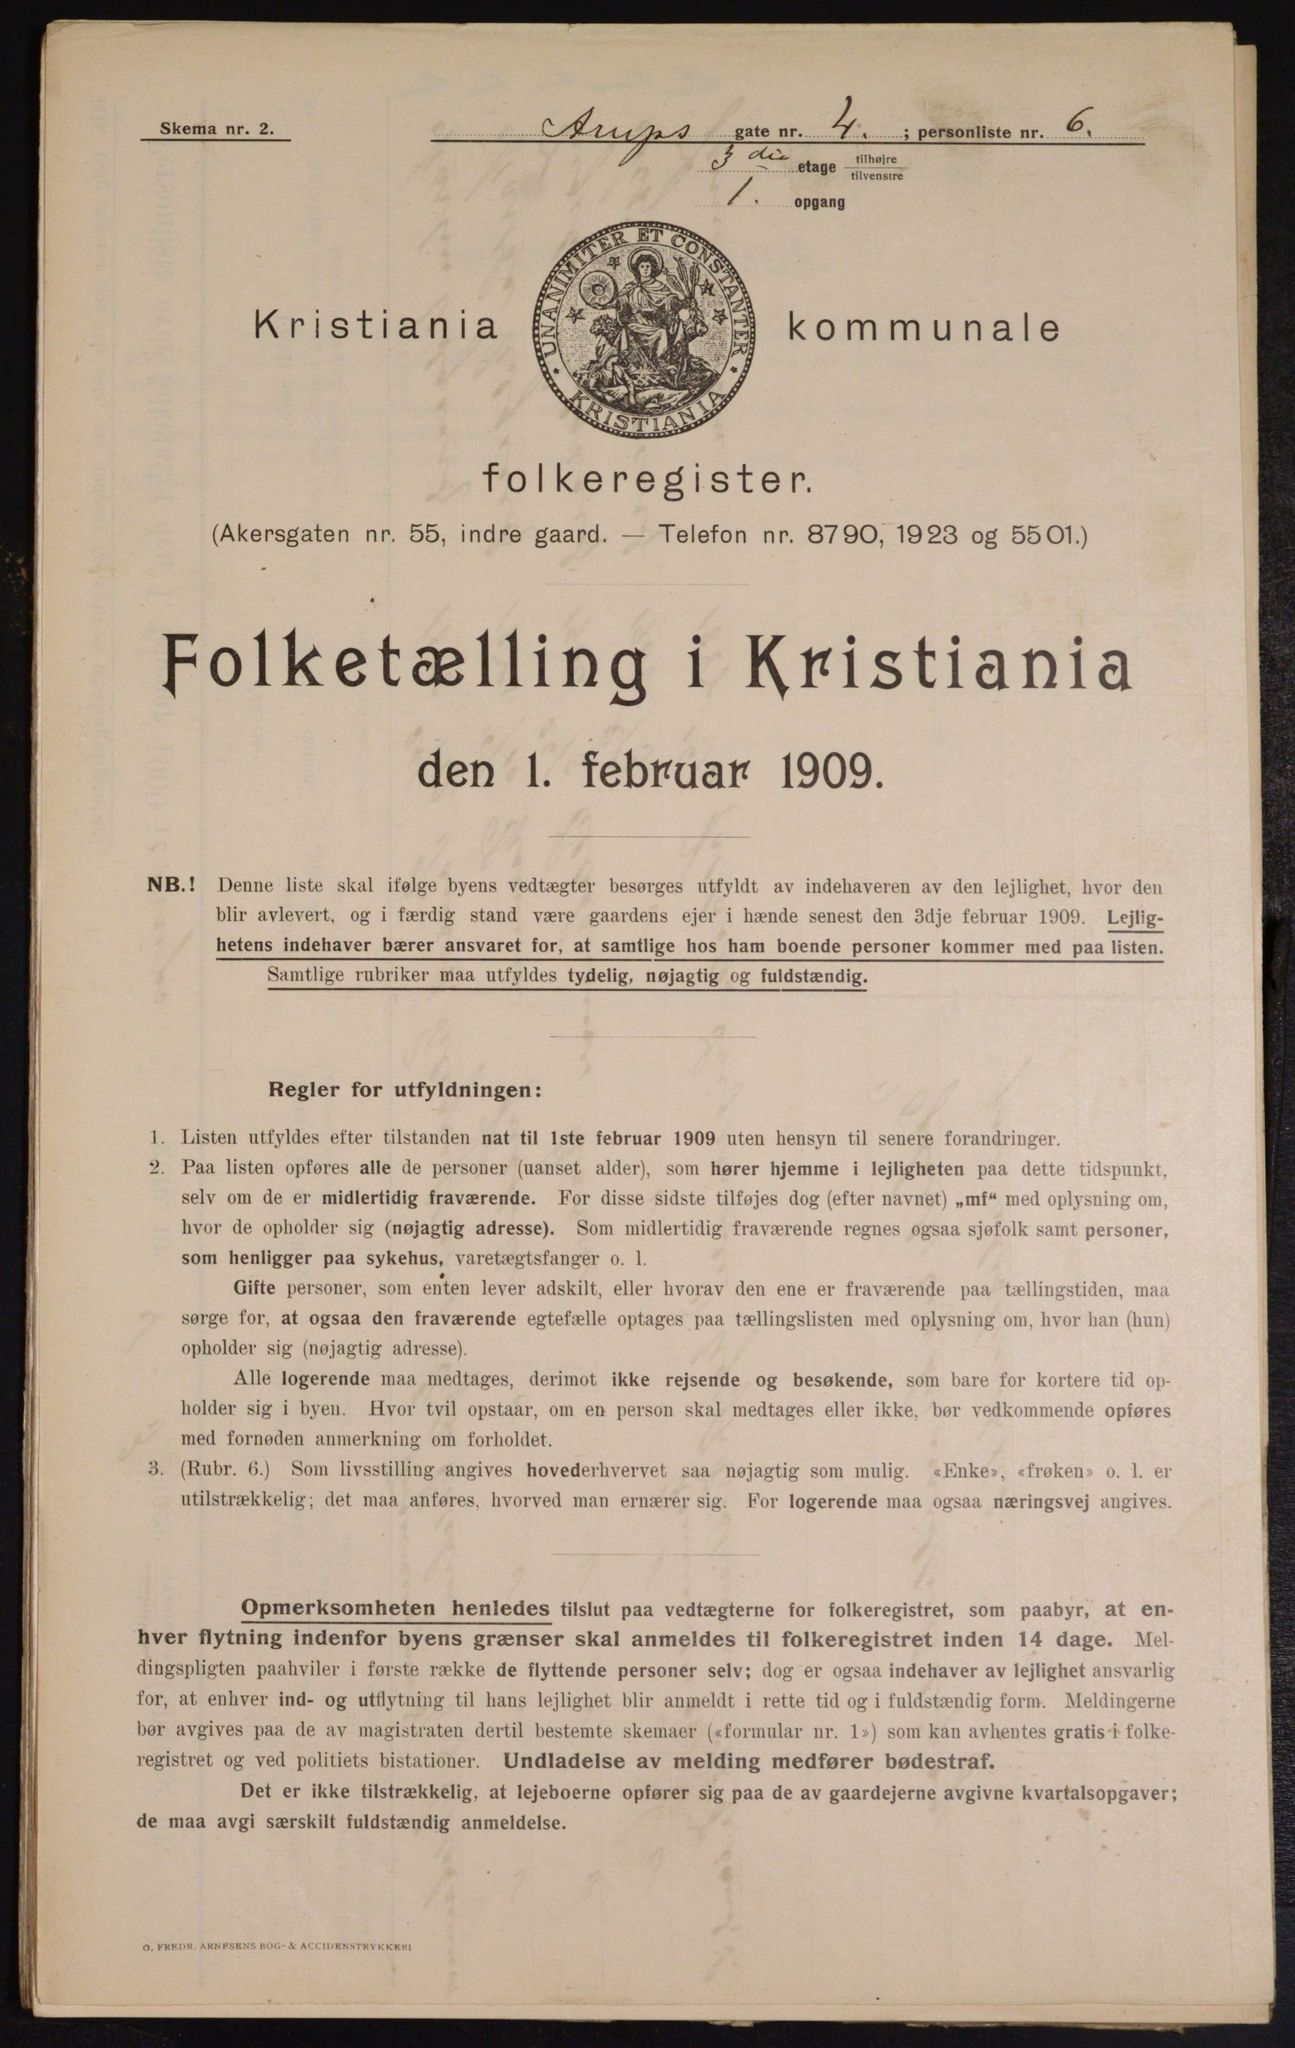 Skema nr. 2.
Arups gate nr. 4. ; personliste nr. 6.
3 die etage tilhøjre
tilvenstre
1. opgang
UNANIMITER ET CONSTANTER
KRISTIANIA
Kristiania kommunale
folkeregister.
(Akersgaten nr. 55, indre gaard. — Telefon nr. 8790, 1923 og 5501.)
Folketælling i Kristiania
den 1. februar 1909.
NB.! Denne liste skal ifølge byens vedtægter besørges utfyldt av indehaveren av den lejlighet, hvor den
blir avlevert, og i færdig stand være gaardens ejer i hænde senest den 3dje februar 1909. Lejlig-
hetens indehaver bærer ansvaret for, at samtlige hos ham boende personer kommer med paa listen.
Samtlige rubriker maa utfyldes tydelig, nøjagtig og fuldstændig.
Regler for utfyldningen:
1. Listen utfyldes efter tilstanden nat til 1ste februar 1909 uten hensyn til senere forandringer.
2. Paa listen opføres alle de personer (uanset alder), som hører hjemme i lejligheten paa dette tidspunkt,
selv om de er midlertidig fraværende. For disse sidste tilføjes dog (efter navnet) „mf“ med oplysning om,
hvor de opholder sig (nøjagtig adresse). Som midlertidig fraværende regnes ogsaa sjøfolk samt personer,
som henligger paa sykehus, varetægtsfanger o. l.
Gifte personer, som enten lever adskilt, eller hvorav den ene er fraværende paa tællingstiden, maa
sørge for, at ogsaa den fraværende egtefælle optages paa tællingslisten med oplysning om, hvor han (hun)
opholder sig (nøjagtig adresse).
Alle logerende maa medtages, derimot ikke rejsende og besøkende, som bare for kortere tid op-
holder sig i byen. Hvor tvil opstaar, om en person skal medtages eller ikke, bør vedkommende opføres
med fornøden anmerkning om forholdet.
3. (Rubr. 6.) Som livsstilling angives hovederhvervet saa nøjagtig som mulig. «Enke», «frøken» o. l. er
utilstrækkelig; det maa anføres, hvorved man ernærer sig. For logerende maa ogsaa næringsvej angives.
Opmerksomheten henledes tilslut paa vedtægterne for folkeregistret, som paabyr, at en-
hver flytning indenfor byens grænser skal anmeldes til folkeregistret inden 14 dage. Mel-
dingspligten paahviler i første række de flyttende personer selv; dog er ogsaa indehaver av lejlighet ansvarlig
for, at enhver ind- og utflytning til hans lejlighet blir anmeldt i rette tid og i fuldstændig form. Meldingerne
bør avgives paa de av magistraten dertil bestemte skemaer («formular nr. 1») som kan avhentes gratis i folke-
registret og ved politiets bistationer. Undladelse av melding medfører bødestraf.
Det er ikke tilstrækkelig, at lejeboerne opfører sig paa de av gaardejerne avgivne kvartalsopgaver;
de maa avgi særskilt fuldstændig anmeldelse.
O. FREDR. ARNESENS BOG- & ACCIDENSTRYKKERI